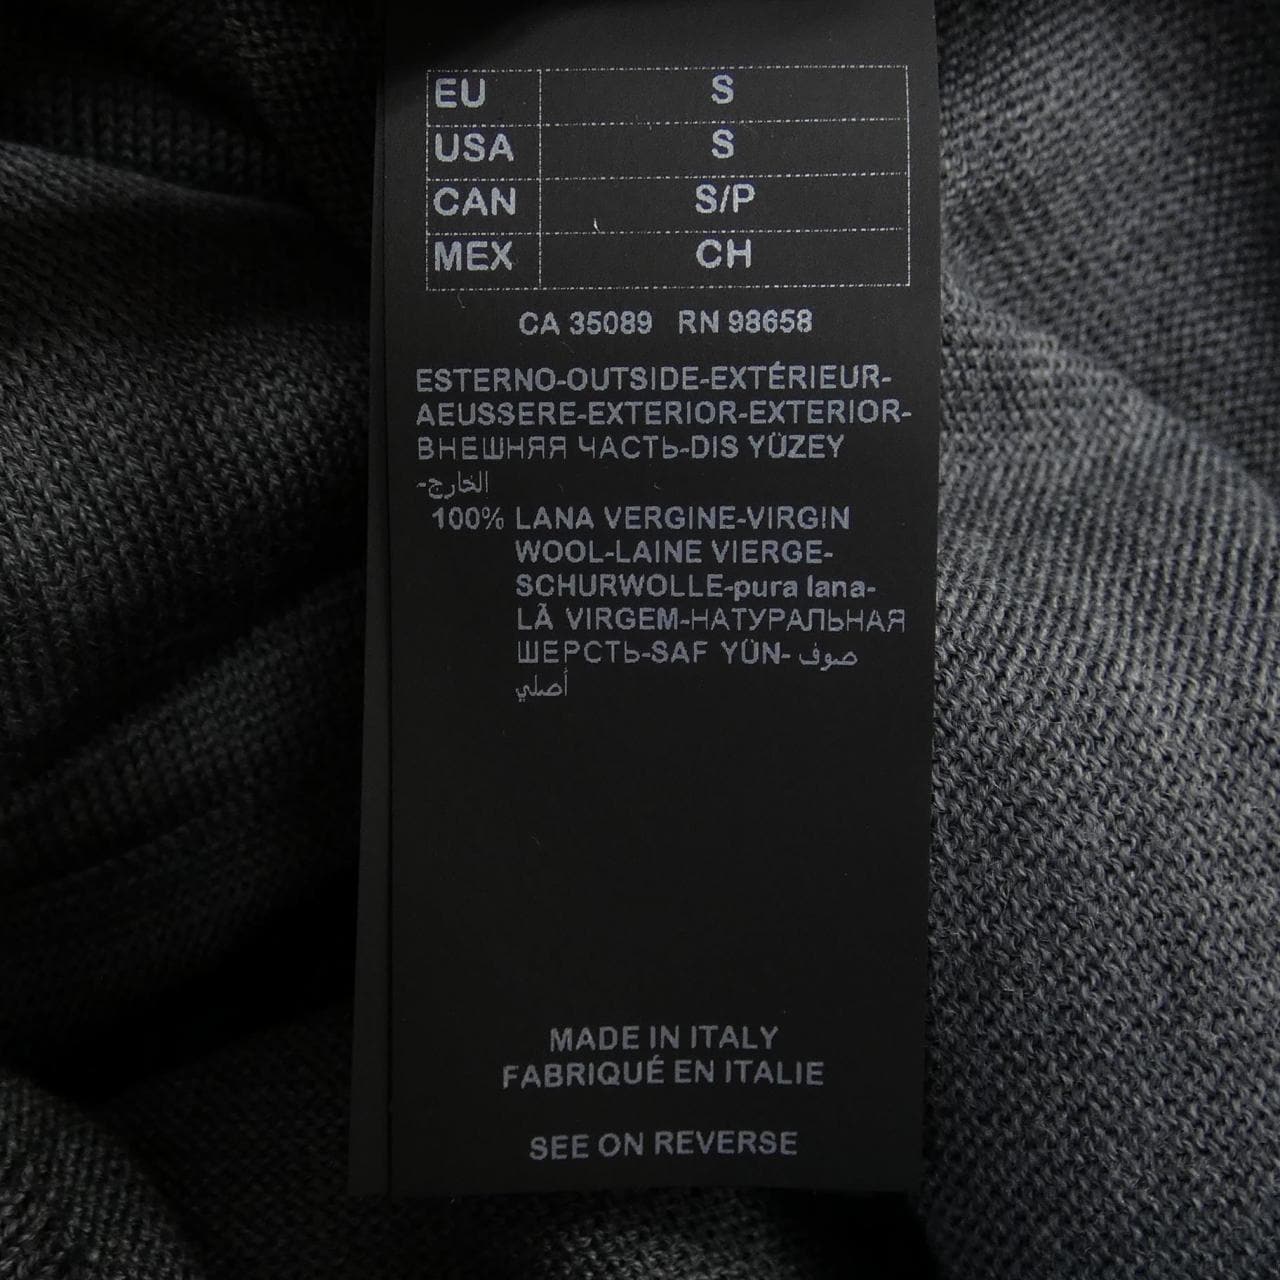 EU S
USA S
CAN S/P
MEX CH
CA 35089 RN 98658
ESTERNO-OUTSIDE-EXTÉRIEUR-
AEUSSERE-EXTERIOR-EXTERIOR-
ВНЕШНЯЯ ЧАСТЬ-DIS YÜZEY
-الخارج
100% LANA VERGINE-VIRGIN
WOOL-LAINE VIERGE-
SCHURWOLLE-pura lana-
LÃ VIRGEM-НАТУРАЛЬНАЯ
ШЕРСТЬ-SAF YÜN- صوف
أصلي
MADE IN ITALY
FABRIQUÉ EN ITALIE
SEE ON REVERSE